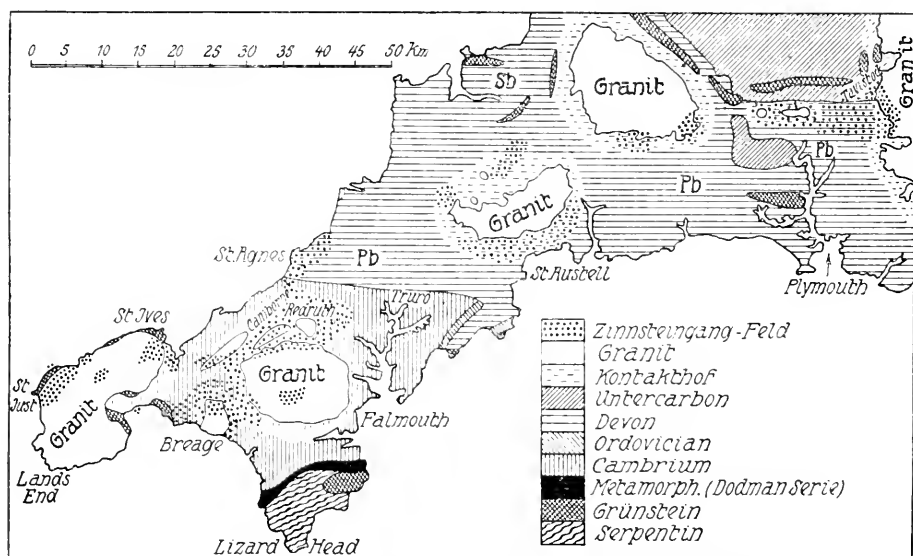 0 5 10 15 20 25 30 35 40 45 50 Km
Sb
Granit
Granit
Tavistock
Pb
Pb
Granit
St Agnes
Pb
St Austell
Plymouth
Truro
Camborne
Redruth
St Ives
Granit
St Just
Granit
Falmouth
Breage
Lands End
Lizard Head
Zinnsteingang-Feld
Granit
Kontakthof
Untercarbon
Devon
Ordovician
Cambrium
Metamorph. (Dodman Serie)
Grünstein
Serpentin